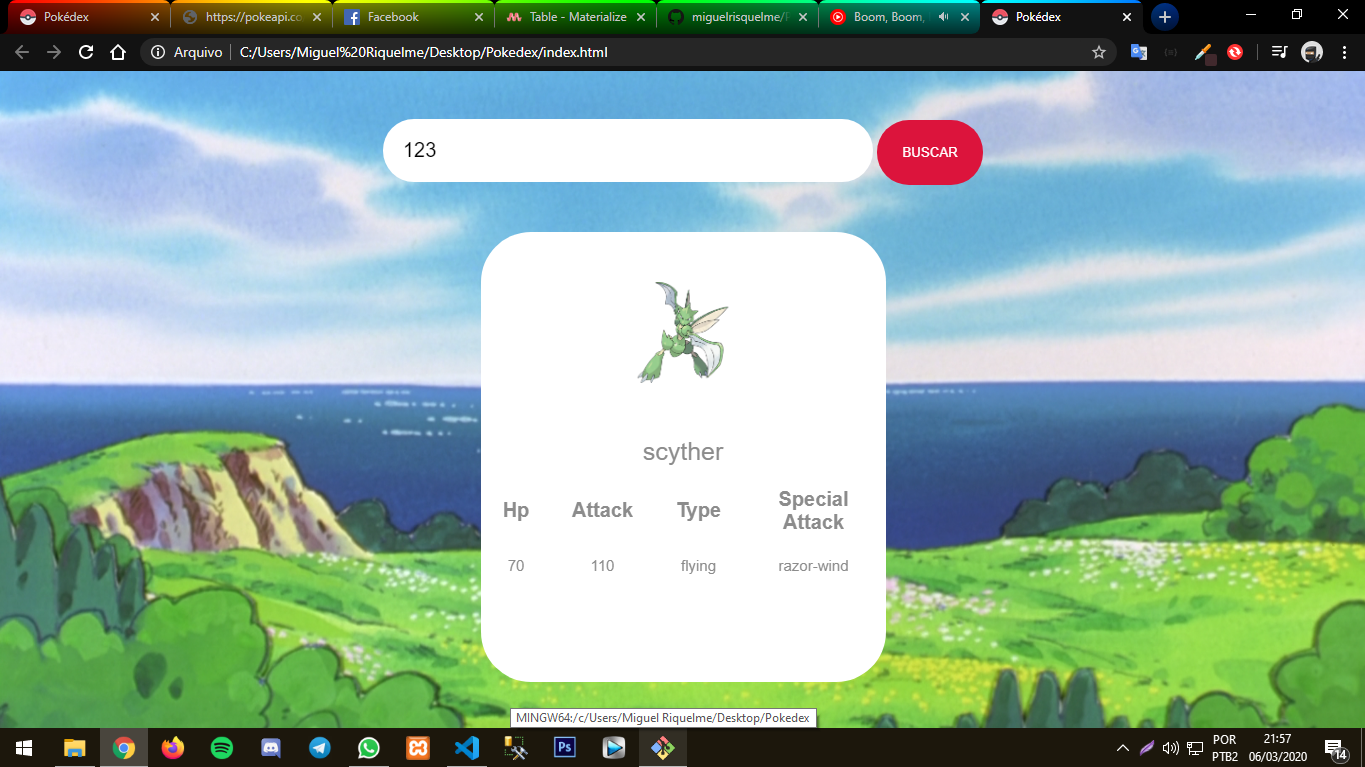 Pokédex
https://pokeapi.co
Facebook
Table - Materialize
miguelrisquelme/
Boom, Boom,
Pokédex
Arquivo
C:/Users/Miguel%20Riquelme/Desktop/Pokedex/index.html
123
BUSCAR
scyther
Hp Attack Type Special Attack
70 110 flying razor-wind
MINGW64:/c/Users/Miguel Riquelme/Desktop/Pokedex
Ps
POR
PTB2
21:57
06/03/2020
14